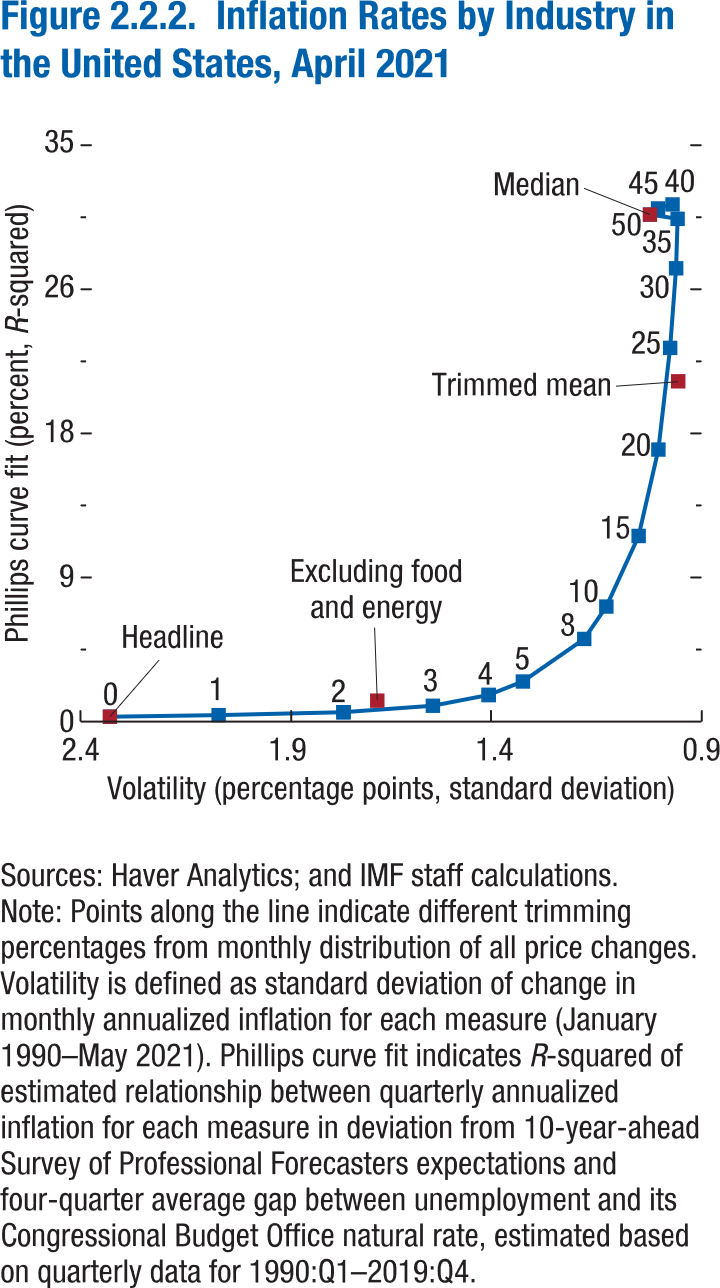 Figure 2.2.2.  Inflation Rates by Industry in
the United States, April 2021
35
26
18
9
0
Phillips curve fit (percent, R-squared)
Median
45 40
50
35
30
25
Trimmed mean
20
15
10
8
5
4
3
2
1
0
Excluding food
and energy
Headline
2.4 1.9 1.4 0.9
Volatility (percentage points, standard deviation)
Sources: Haver Analytics; and IMF staff calculations.
Note: Points along the line indicate different trimming
percentages from monthly distribution of all price changes.
Volatility is defined as standard deviation of change in
monthly annualized inflation for each measure (January
1990–May 2021). Phillips curve fit indicates R-squared of
estimated relationship between quarterly annualized
inflation for each measure in deviation from 10-year-ahead
Survey of Professional Forecasters expectations and
four-quarter average gap between unemployment and its
Congressional Budget Office natural rate, estimated based
on quarterly data for 1990:Q1–2019:Q4.